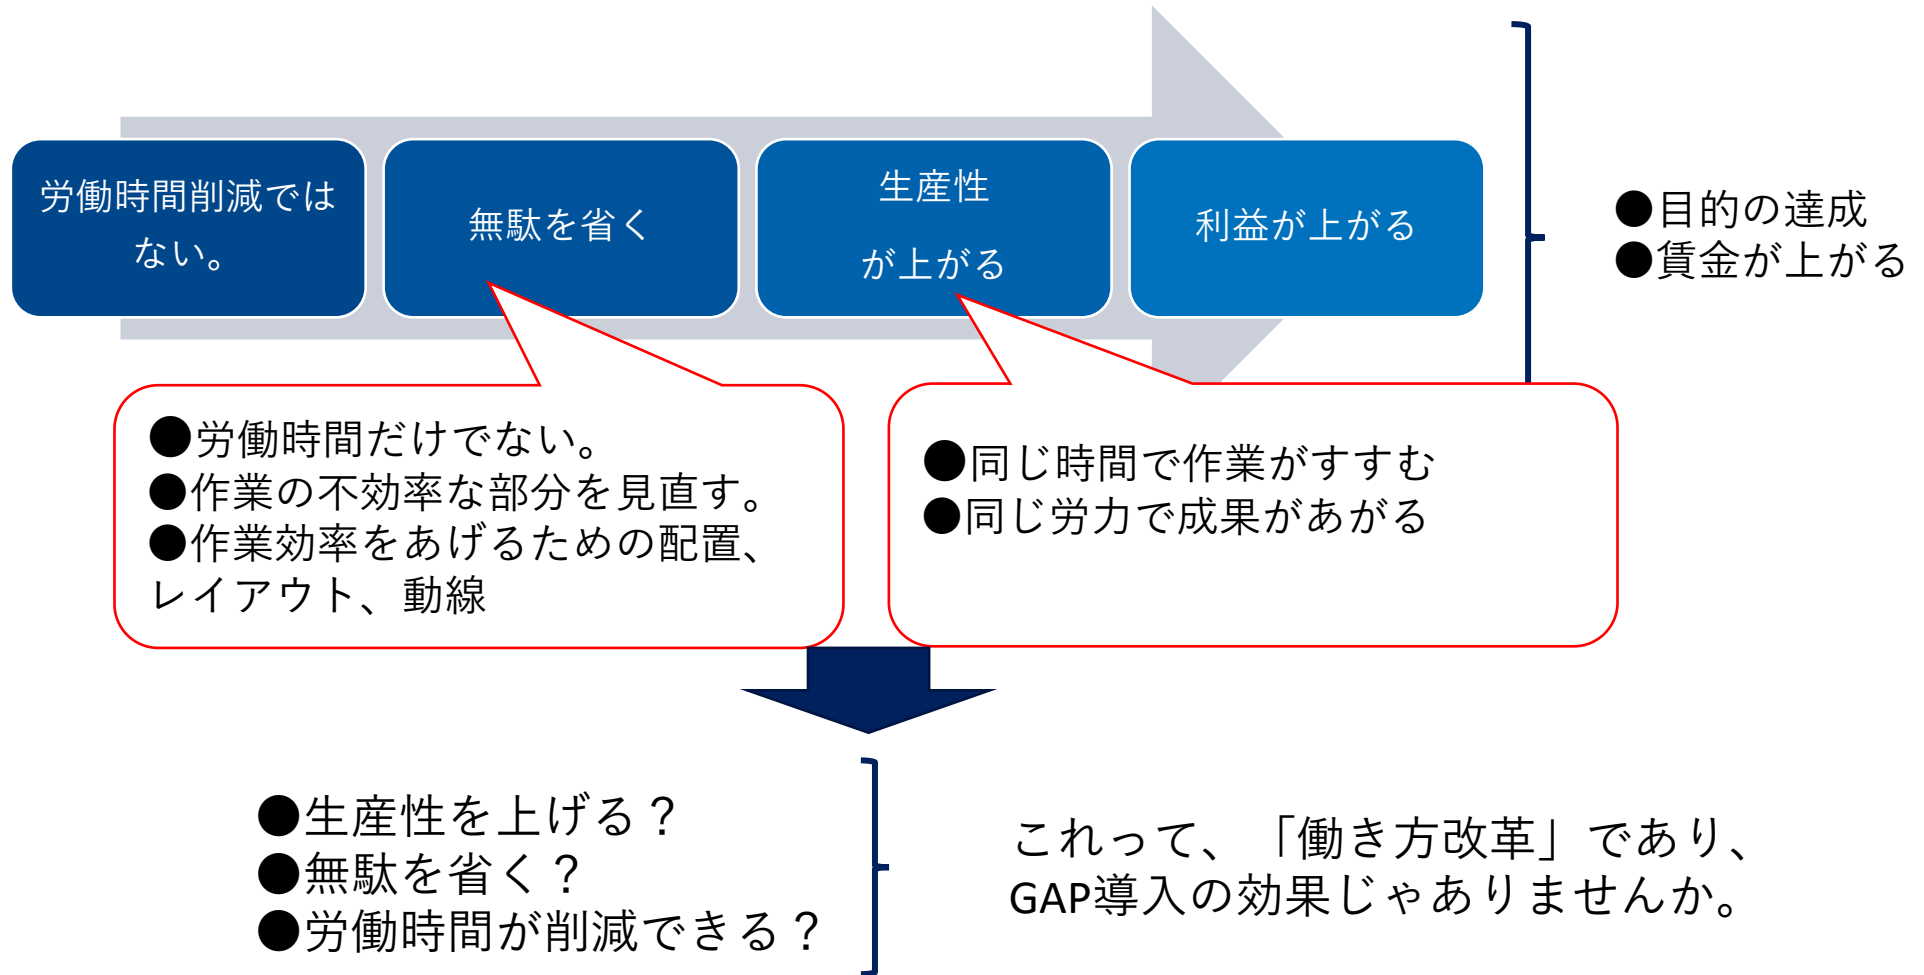 労働時間削減では
ない。
無駄を省く
生産性
が上がる
利益が上がる
●目的の達成
●賃金が上がる
●労働時間だけでない。
●作業の不効率な部分を見直す。
●作業効率をあげるための配置、
レイアウト、動線
●同じ時間で作業がすすむ
●同じ労力で成果があがる
●生産性を上げる？
●無駄を省く？
●労働時間が削減できる？
これって、「働き方改革」であり、
GAP導入の効果じゃありませんか。